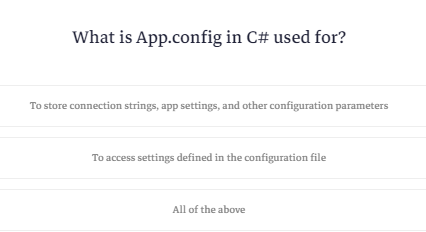 What is App.config in C# used for?
To store connection strings, app settings, and other configuration parameters
To access settings defined in the configuration file
All of the above